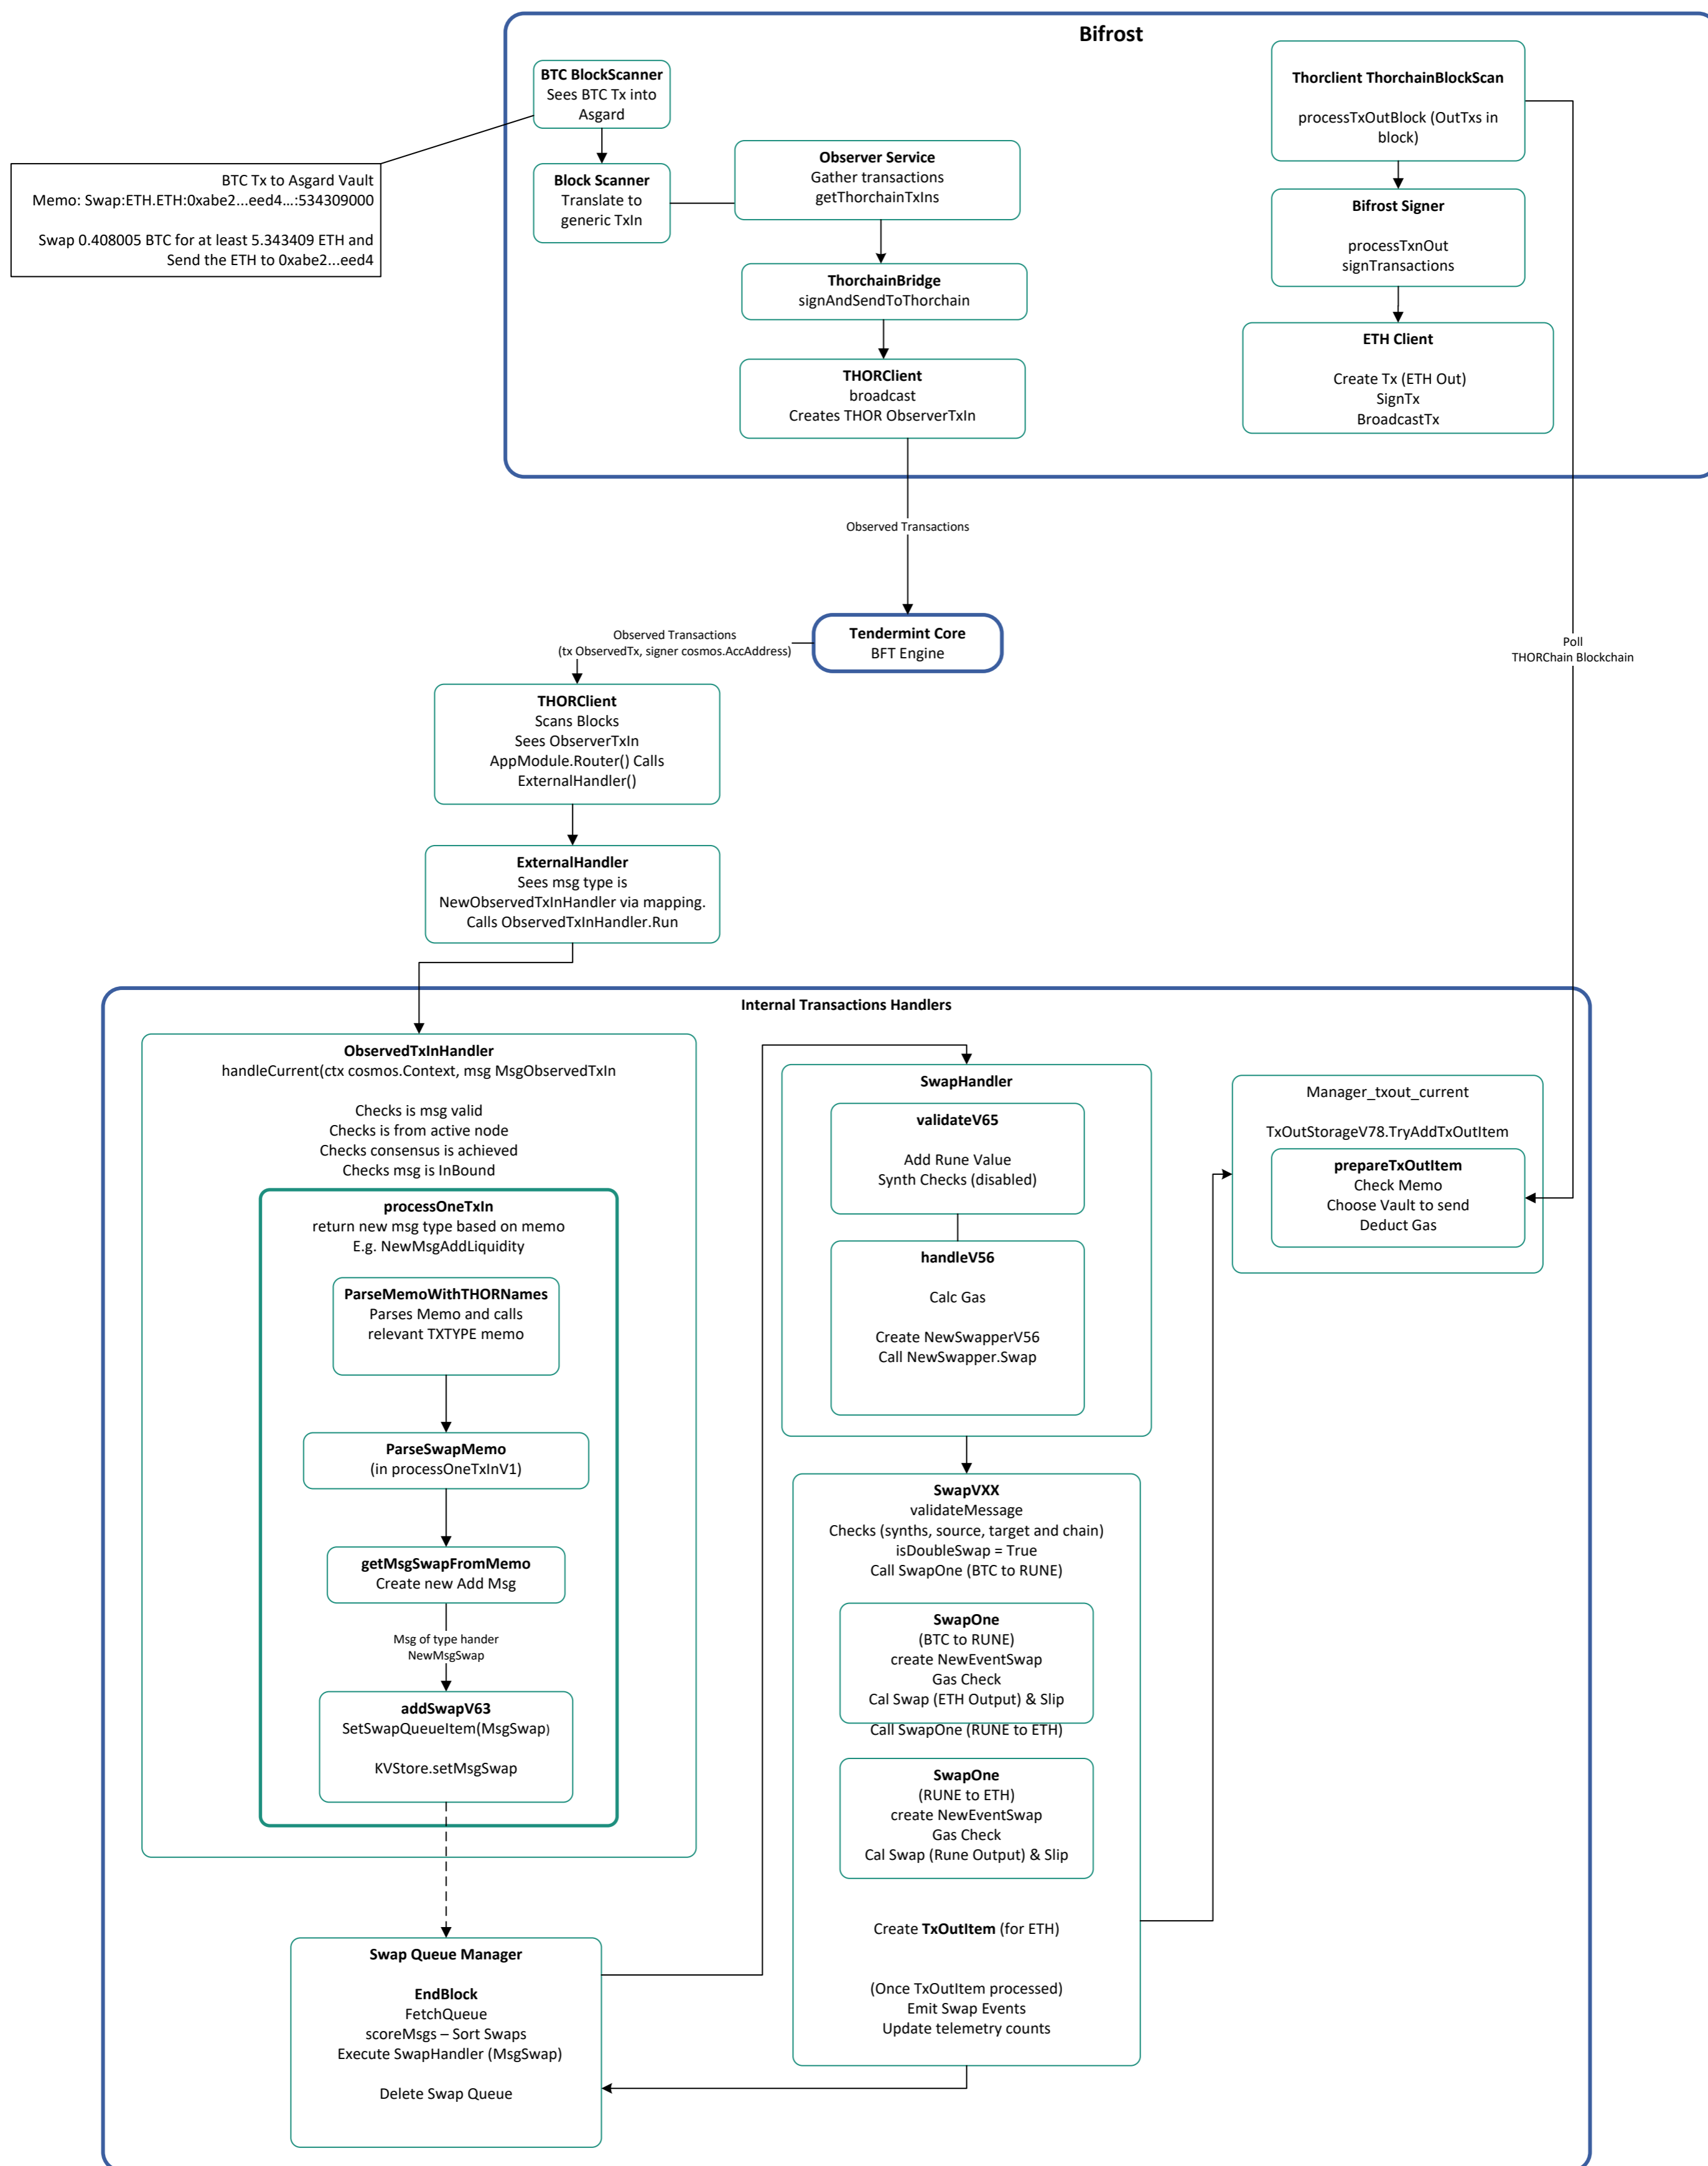 Bifrost
BTC BlockScanner
Sees BTC Tx into
Asgard
BTC Tx to Asgard Vault
Memo: Swap:ETH.ETH:0xabe2...eed4...:534309000
Swap 0.408005 BTC for at least 5.343409 ETH and
Send the ETH to 0xabe2...eed4
Block Scanner
Translate to
generic TxIn
Observer Service
Gather transactions
getThorchainTxIns
ThorchainBridge
signAndSendToThorchain
THORClient
broadcast
Creates THOR ObserverTxIn
Thorclient ThorchainBlockScan
processTxOutBlock (OutTxs in
block)
Bifrost Signer
processTxnOut
signTransactions
ETH Client
Create Tx (ETH Out)
SignTx
BroadcastTx
Observed Transactions
Tendermint Core
BFT Engine
Poll
THORChain Blockchain
Observed Transactions
(tx ObservedTx, signer cosmos.AccAddress)
THORClient
Scans Blocks
Sees ObserverTxIn
AppModule.Router() Calls
ExternalHandler()
ExternalHandler
Sees msg type is
NewObservedTxInHandler via mapping.
Calls ObservedTxInHandler.Run
Internal Transactions Handlers
ObservedTxInHandler
handleCurrent(ctx cosmos.Context, msg MsgObservedTxIn
Checks is msg valid
Checks is from active node
Checks consensus is achieved
Checks msg is InBound
processOneTxIn
return new msg type based on memo
E.g. NewMsgAddLiquidity
ParseMemoWithTHORNames
Parses Memo and calls
relevant TXTYPE memo
ParseSwapMemo
(in processOneTxInV1)
getMsgSwapFromMemo
Create new Add Msg
Msg of type hander
NewMsgSwap
addSwapV63
SetSwapQueueItem(MsgSwap)
KVStore.setMsgSwap
Swap Queue Manager
EndBlock
FetchQueue
scoreMsgs – Sort Swaps
Execute SwapHandler (MsgSwap)
Delete Swap Queue
SwapHandler
validateV65
Add Rune Value
Synth Checks (disabled)
handleV56
Calc Gas
Create NewSwapperV56
Call NewSwapper.Swap
SwapVXX
validateMessage
Checks (synths, source, target and chain)
isDoubleSwap = True
Call SwapOne (BTC to RUNE)
SwapOne
(BTC to RUNE)
create NewEventSwap
Gas Check
Cal Swap (ETH Output) & Slip
Call SwapOne (RUNE to ETH)
SwapOne
(RUNE to ETH)
create NewEventSwap
Gas Check
Cal Swap (Rune Output) & Slip
Create TxOutItem (for ETH)
(Once TxOutItem processed)
Emit Swap Events
Update telemetry counts
Manager_txout_current
TxOutStorageV78.TryAddTxOutItem
prepareTxOutItem
Check Memo
Choose Vault to send
Deduct Gas